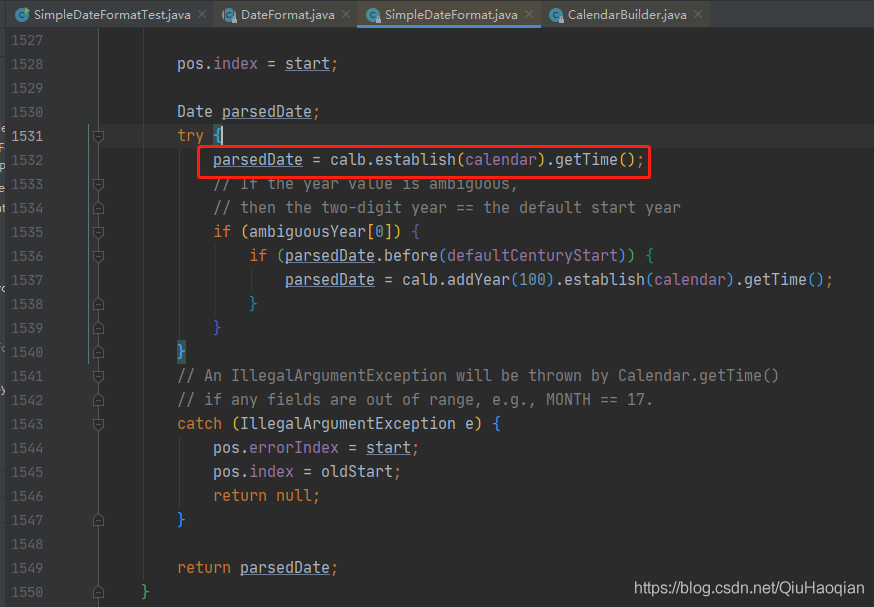 SimpleDateFormatTest.java
DateFormat.java
SimpleDateFormat.java
CalendarBuilder.java
1527
1528 pos.index = start;
1529
1530 Date parsedDate;
1531 try {
1532 parsedDate = calb.establish(calendar).getTime();
1533 // If the year value is ambiguous,
1534 // then the two-digit year == the default start year
1535 if (ambiguousYear[0]) {
1536 if (parsedDate.before(defaultCenturyStart)) {
1537 parsedDate = calb.addYear(100).establish(calendar).getTime();
1538 }
1539 }
1540 }
1541 // An IllegalArgumentException will be thrown by Calendar.getTime()
1542 // if any fields are out of range, e.g., MONTH == 17.
1543 catch (IllegalArgumentException e) {
1544 pos.errorIndex = start;
1545 pos.index = oldStart;
1546 return null;
1547 }
1548
1549 return parsedDate;
1550 }
https://blog.csdn.net/QiuHaoqian